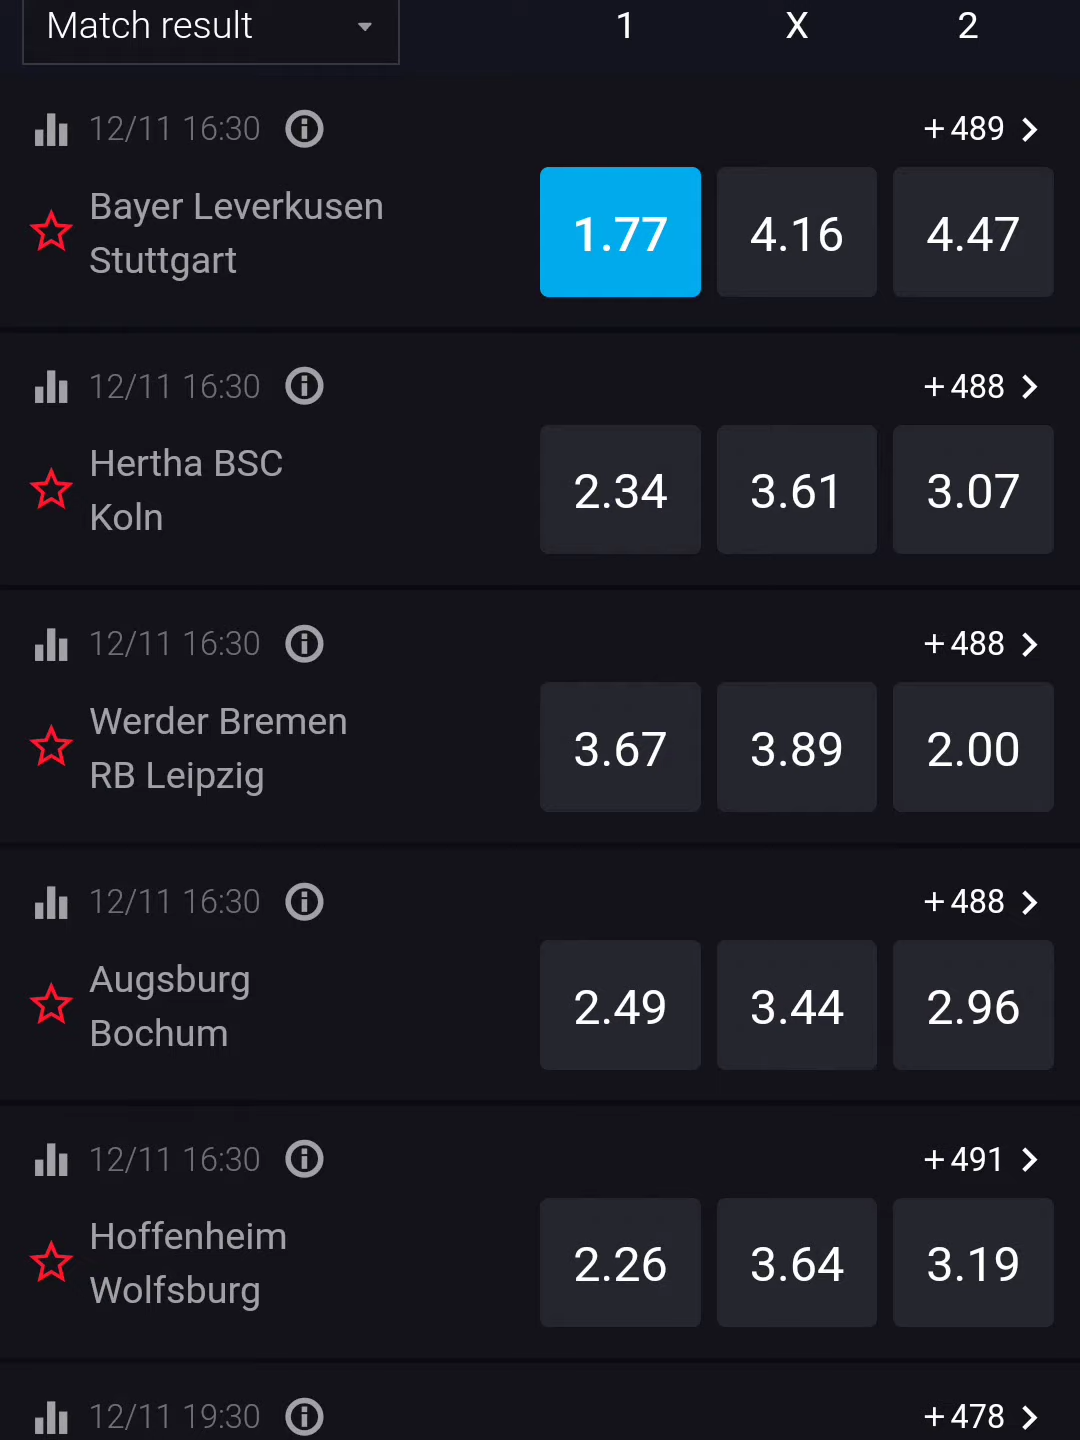 Match result 1 X 2
12/11 16:30 +489
Bayer Leverkusen
Stuttgart
1.77 4.16 4.47
12/11 16:30 +488
Hertha BSC
Koln
2.34 3.61 3.07
12/11 16:30 +488
Werder Bremen
RB Leipzig
3.67 3.89 2.00
12/11 16:30 +488
Augsburg
Bochum
2.49 3.44 2.96
12/11 16:30 +491
Hoffenheim
Wolfsburg
2.26 3.64 3.19
12/11 19:30 +478